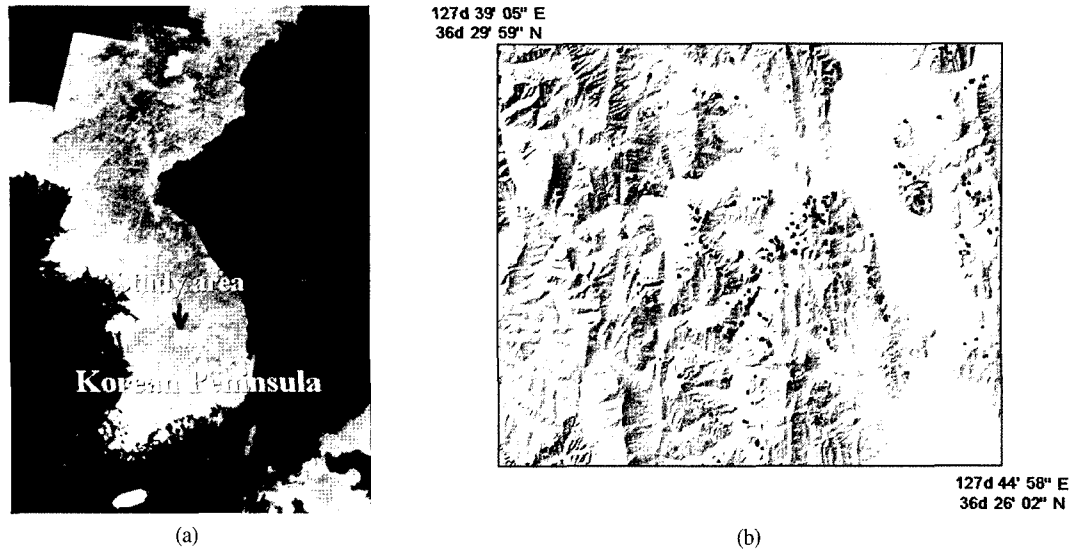 127d 39' 05" E
36d 29' 59" N
Study area
Korean Peninsula
127d 44' 58" E
36d 26' 02" N
(a)
(b)